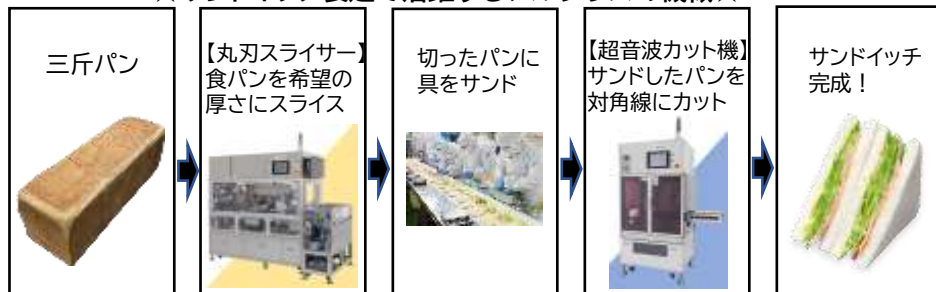 三斤パン
【丸刃スライサー】
食パンを希望の
厚さにスライス
切ったパンに
具をサンド
【超音波カット機】
サンドしたパンを
対角線にカット
サンドイッチ
完成！